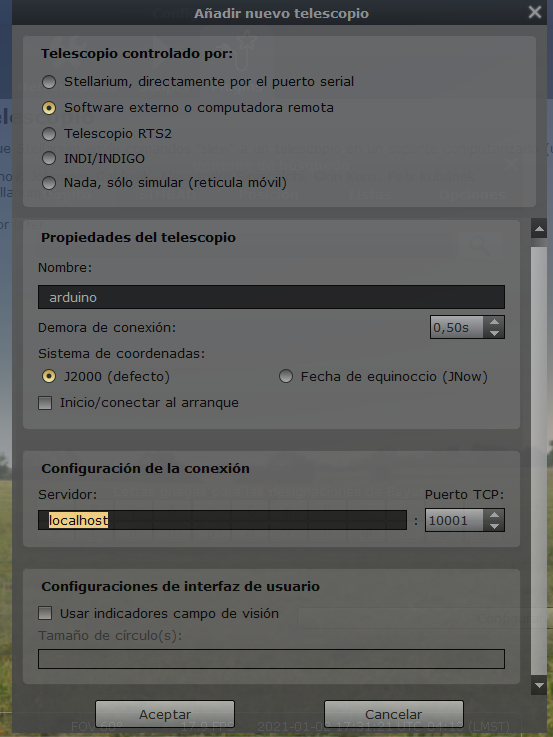 Añadir nuevo telescopio
Telescopio controlado por:
Stellarium, directamente por el puerto serial
Software externo o computadora remota
Telescopio RTS2
INDI/INDIGO
Nada, sólo simular (reticula móvil)
Propiedades del telescopio
Nombre:
arduino
Demora de conexión: 0,50s
Sistema de coordenadas:
J2000 (defecto) Fecha de equinoccio (JNow)
Inicio/conectar al arranque
Configuración de la conexión
Servidor: Puerto TCP:
localhost : 10001
Configuraciones de interfaz de usuario
Usar indicadores campo de visión
Tamaño de círculo(s):
Aceptar Cancelar